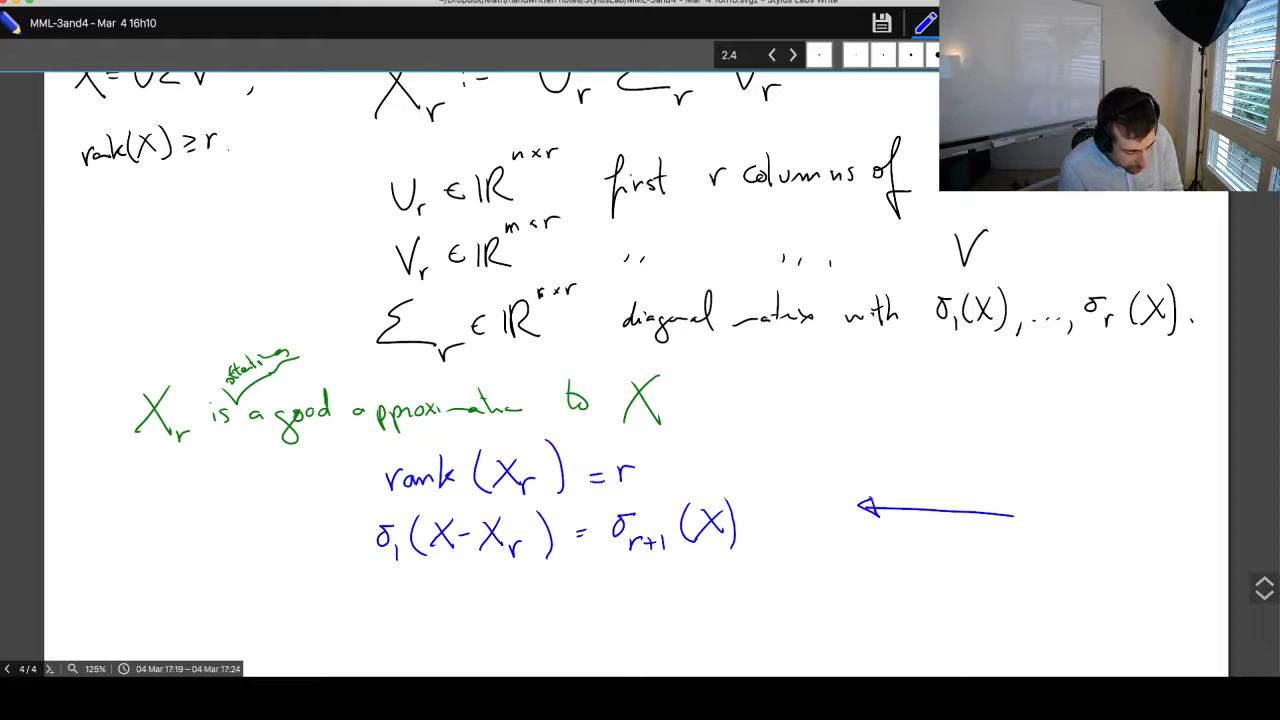 MML-3and4 - Mar 4 16h10
2.4
X = U Σ V , X_r := U_r Σ_r V_r
rank(X) ≥ r.
U_r ∈ ℝ^{n×r} first r columns of
V_r ∈ ℝ^{m×r} ,, ,, . V
Σ_r ∈ ℝ^{r×r} diagonal matrix with σ_1(X), ..., σ_r(X).
X_r is a good approximation to X
rank(X_r) = r
σ_1(X-X_r) = σ_{r+1}(X)
4/4 125% 04 Mar 17:19 – 04 Mar 17:24